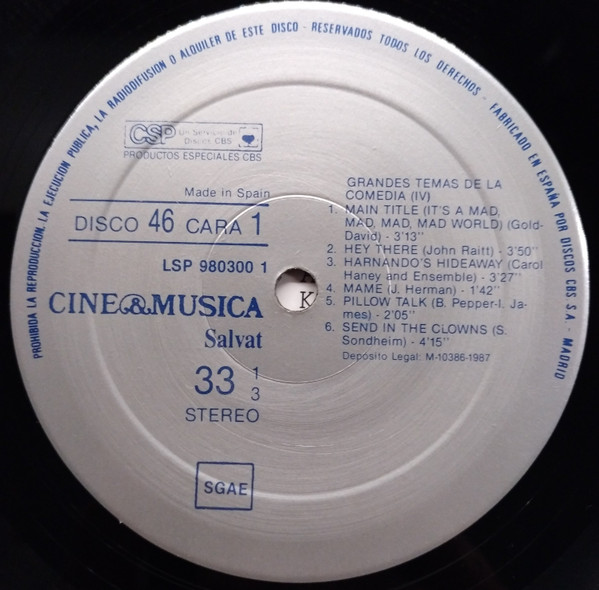 PROHIBIDA LA REPRODUCCION, LA EJECUCION PUBLICA, LA RADIODIFUSION O ALQUILER DE ESTE DISCO - RESERVADOS TODOS LOS DERECHOS - FABRICADO EN ESPAÑA POR DISCOS CBS S.A. - MADRID
CSP Un Servicio de
Discos CBS
PRODUCTOS ESPECIALES CBS
Made in Spain
DISCO 46 CARA 1
LSP 980300 1
CINE&MUSICA
Salvat
33 1
3
STEREO
SGAE
GRANDES TEMAS DE LA
COMEDIA (IV)
1. MAIN TITLE (IT'S A MAD,
MAD, MAD, MAD WORLD) (Gold-
David) - 3'13''
2. HEY THERE (John Raitt) - 3'50''
3. HARNANDO'S HIDEAWAY (Carol
Haney and Ensemble) - 3'27''
4. MAME (J. Herman) - 1'42''
5. PILLOW TALK (B. Pepper-I. Ja-
mes) - 2'05''
6. SEND IN THE CLOWNS (S.
Sondheim) - 4'15''
Depósito Legal: M-10386-1987
K